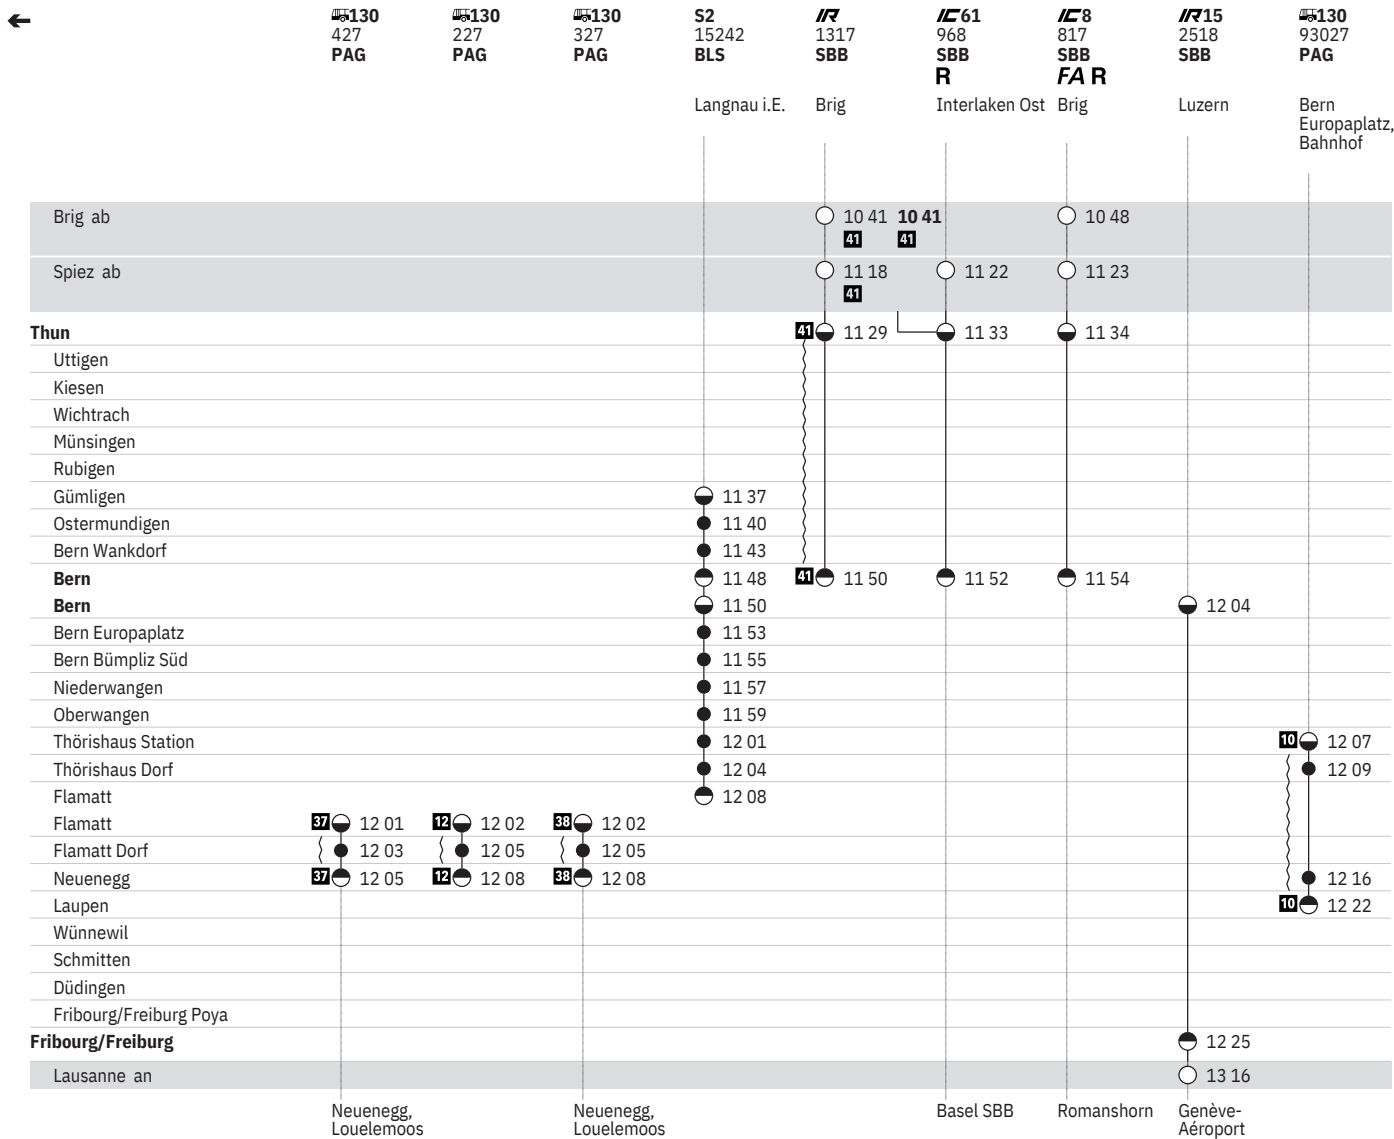 130 130 130 S2 IR IC61 IC8 IR15 130
427 227 327 15242 1317 968 817 2518 93027
PAG PAG PAG BLS SBB SBB SBB SBB PAG
R FA R
Langnau i.E. Brig Interlaken Ost Brig Luzern Bern
Europaplatz,
Bahnhof
Brig ab 10 41 10 41 10 48
41 41
Spiez ab 11 18 11 22 11 23
41
Thun 41 11 29 11 33 11 34
Uttigen
Kiesen
Wichtrach
Münsingen
Rubigen
Gümligen 11 37
Ostermundigen 11 40
Bern Wankdorf 11 43
Bern 11 48 41 11 50 11 52 11 54
Bern 11 50 12 04
Bern Europaplatz 11 53
Bern Bümpliz Süd 11 55
Niederwangen 11 57
Oberwangen 11 59
Thörishaus Station 12 01 10 12 07
Thörishaus Dorf 12 04 12 09
Flamatt 12 08
Flamatt 37 12 01 12 12 02 38 12 02
Flamatt Dorf 12 03 12 05 12 05
Neuenegg 37 12 05 12 12 08 38 12 08 12 16
Laupen 10 12 22
Wünnewil
Schmitten
Düdingen
Fribourg/Freiburg Poya
Fribourg/Freiburg 12 25
Lausanne an 13 16
Neuenegg, Neuenegg, Basel SBB Romanshorn Genève-
Louelemoos Louelemoos Aéroport